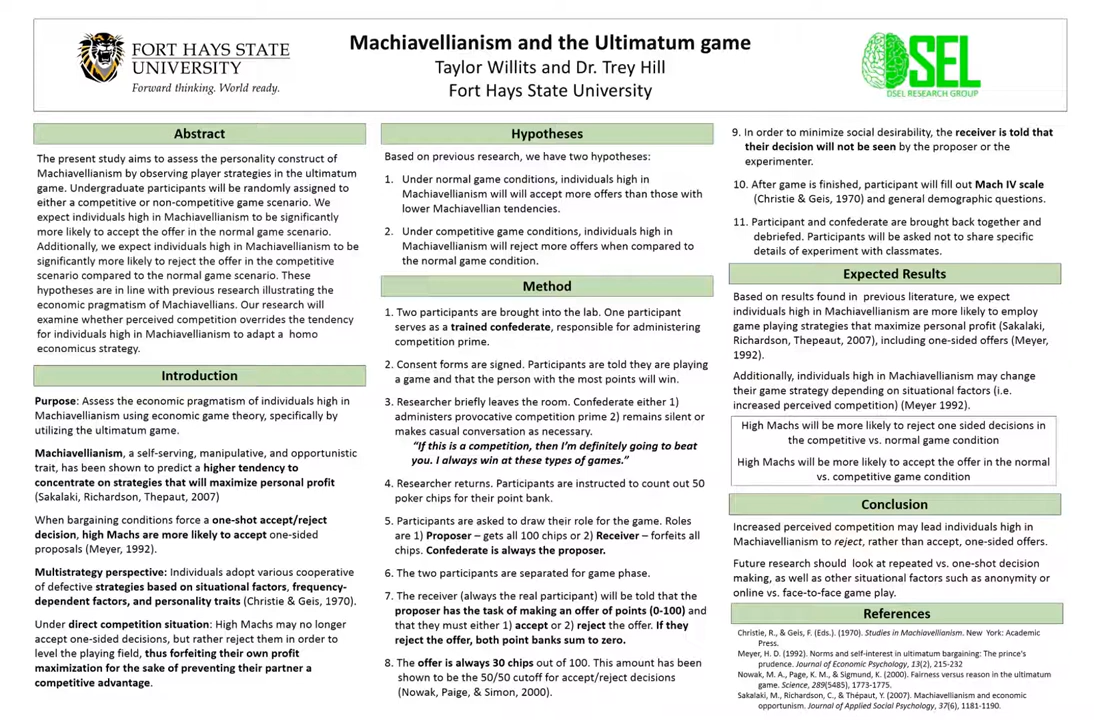 FORT HAYS STATE
UNIVERSITY
Forward thinking. World ready.
Machiavellianism and the Ultimatum game
Taylor Willits and Dr. Trey Hill
Fort Hays State University
DSEL
DSEL RESEARCH GROUP
Abstract
The present study aims to assess the personality construct of
Machiavellianism by observing player strategies in the ultimatum
game. Undergraduate participants will be randomly assigned to
either a competitive or non-competitive game scenario. We
expect individuals high in Machiavellianism to be significantly
more likely to accept the offer in the normal game scenario.
Additionally, we expect individuals high in Machiavellianism to be
significantly more likely to reject the offer in the competitive
scenario compared to the normal game scenario. These
hypotheses are in line with previous research illustrating the
economic pragmatism of Machiavellians. Our research will
examine whether perceived competition overrides the tendency
for individuals high in Machiavellianism to adapt a homo
economicus strategy.
Introduction
Purpose: Assess the economic pragmatism of individuals high in
Machiavellianism using economic game theory, specifically by
utilizing the ultimatum game.
Machiavellianism, a self-serving, manipulative, and opportunistic
trait, has been shown to predict a higher tendency to
concentrate on strategies that will maximize personal profit
(Sakalaki, Richardson, Thepaut, 2007)
When bargaining conditions force a one-shot accept/reject
decision, high Machs are more likely to accept one-sided
proposals (Meyer, 1992).
Multistrategy perspective: Individuals adopt various cooperative
of defective strategies based on situational factors, frequency-
dependent factors, and personality traits (Christie & Geis, 1970).
Under direct competition situation: High Machs may no longer
accept one-sided decisions, but rather reject them in order to
level the playing field, thus forfeiting their own profit
maximization for the sake of preventing their partner a
competitive advantage.
Hypotheses
Based on previous research, we have two hypotheses:
1. Under normal game conditions, individuals high in
Machiavellianism will will accept more offers than those with
lower Machiavellian tendencies.
2. Under competitive game conditions, individuals high in
Machiavellianism will reject more offers when compared to
the normal game condition.
Method
1. Two participants are brought into the lab. One participant
serves as a trained confederate, responsible for administering
competition prime.
2. Consent forms are signed. Participants are told they are playing
a game and that the person with the most points will win.
3. Researcher briefly leaves the room. Confederate either 1)
administers provocative competition prime 2) remains silent or
makes casual conversation as necessary.
“If this is a competition, then I’m definitely going to beat
you. I always win at these types of games.”
4. Researcher returns. Participants are instructed to count out 50
poker chips for their point bank.
5. Participants are asked to draw their role for the game. Roles
are 1) Proposer – gets all 100 chips or 2) Receiver – forfeits all
chips. Confederate is always the proposer.
6. The two participants are separated for game phase.
7. The receiver (always the real participant) will be told that the
proposer has the task of making an offer of points (0-100) and
that they must either 1) accept or 2) reject the offer. If they
reject the offer, both point banks sum to zero.
8. The offer is always 30 chips out of 100. This amount has been
shown to be the 50/50 cutoff for accept/reject decisions
(Nowak, Paige, & Simon, 2000).
9. In order to minimize social desirability, the receiver is told that
their decision will not be seen by the proposer or the
experimenter.
10. After game is finished, participant will fill out Mach IV scale
(Christie & Geis, 1970) and general demographic questions.
11. Participant and confederate are brought back together and
debriefed. Participants will be asked not to share specific
details of experiment with classmates.
Expected Results
Based on results found in previous literature, we expect
individuals high in Machiavellianism are more likely to employ
game playing strategies that maximize personal profit (Sakalaki,
Richardson, Thepeaut, 2007), including one-sided offers (Meyer,
1992).
Additionally, individuals high in Machiavellianism may change
their game strategy depending on situational factors (i.e.
increased perceived competition) (Meyer 1992).
High Machs will be more likely to reject one sided decisions in
the competitive vs. normal game condition
High Machs will be more likely to accept the offer in the normal
vs. competitive game condition
Conclusion
Increased perceived competition may lead individuals high in
Machiavellianism to reject, rather than accept, one-sided offers.
Future research should look at repeated vs. one-shot decision
making, as well as other situational factors such as anonymity or
online vs. face-to-face game play.
References
Christie, R., & Geis, F. (Eds.). (1970). Studies in Machiavellianism. New York: Academic
Press.
Meyer, H. D. (1992). Norms and self-interest in ultimatum bargaining: The prince's
prudence. Journal of Economic Psychology, 13(2), 215-232
Nowak, M. A., Page, K. M., & Sigmund, K. (2000). Fairness versus reason in the ultimatum
game. Science, 289(5485), 1773-1775.
Sakalaki, M., Richardson, C., & Thépaut, Y. (2007). Machiavellianism and economic
opportunism. Journal of Applied Social Psychology, 37(6), 1181-1190.